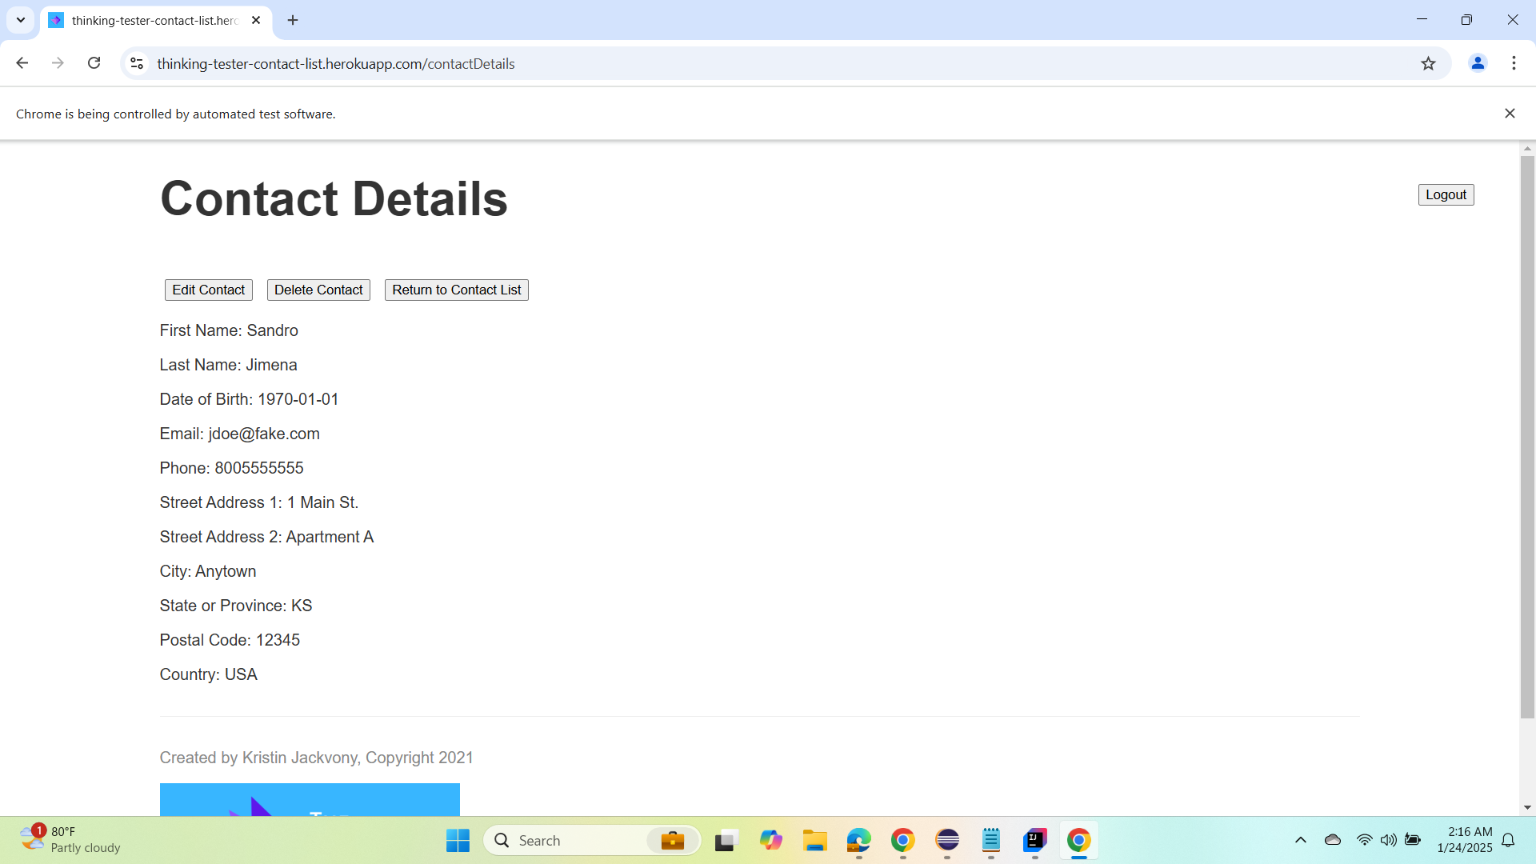 thinking-tester-contact-list.herc
thinking-tester-contact-list.herokuapp.com/contactDetails
Chrome is being controlled by automated test software.
Contact Details
Logout
Edit Contact
Delete Contact
Return to Contact List
First Name: Sandro
Last Name: Jimena
Date of Birth: 1970-01-01
Email: jdoe@fake.com
Phone: 8005555555
Street Address 1: 1 Main St.
Street Address 2: Apartment A
City: Anytown
State or Province: KS
Postal Code: 12345
Country: USA
Created by Kristin Jackvony, Copyright 2021
1
80°F
Partly cloudy
Search
2:16 AM
1/24/2025